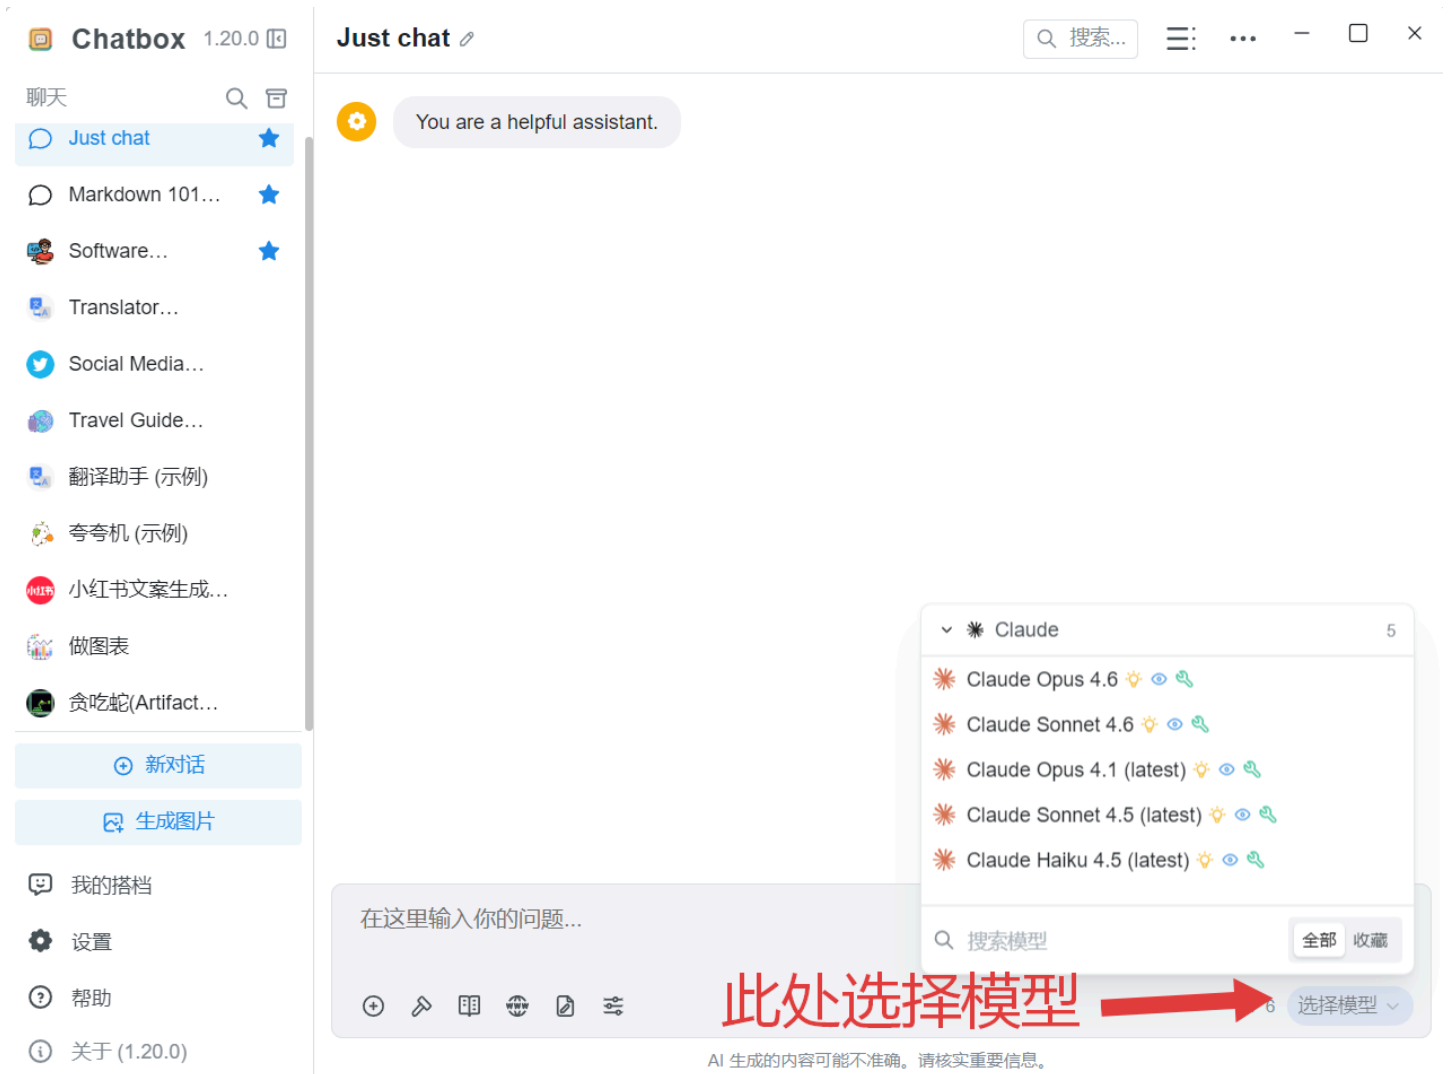 Chatbox 1.20.0
聊天
Just chat
Markdown 101...
Software...
Translator...
Social Media...
Travel Guide...
翻译助手 (示例)
夸夸机 (示例)
小红书
小红书文案生成...
做图表
贪吃蛇(Artifact...
新对话
生成图片
我的搭档
设置
帮助
关于 (1.20.0)
Just chat
搜索...
You are a helpful assistant.
Claude 5
Claude Opus 4.6
Claude Sonnet 4.6
Claude Opus 4.1 (latest)
Claude Sonnet 4.5 (latest)
Claude Haiku 4.5 (latest)
搜索模型 全部 收藏
在这里输入你的问题...
此处选择模型
6 选择模型
AI 生成的内容可能不准确。请核实重要信息。